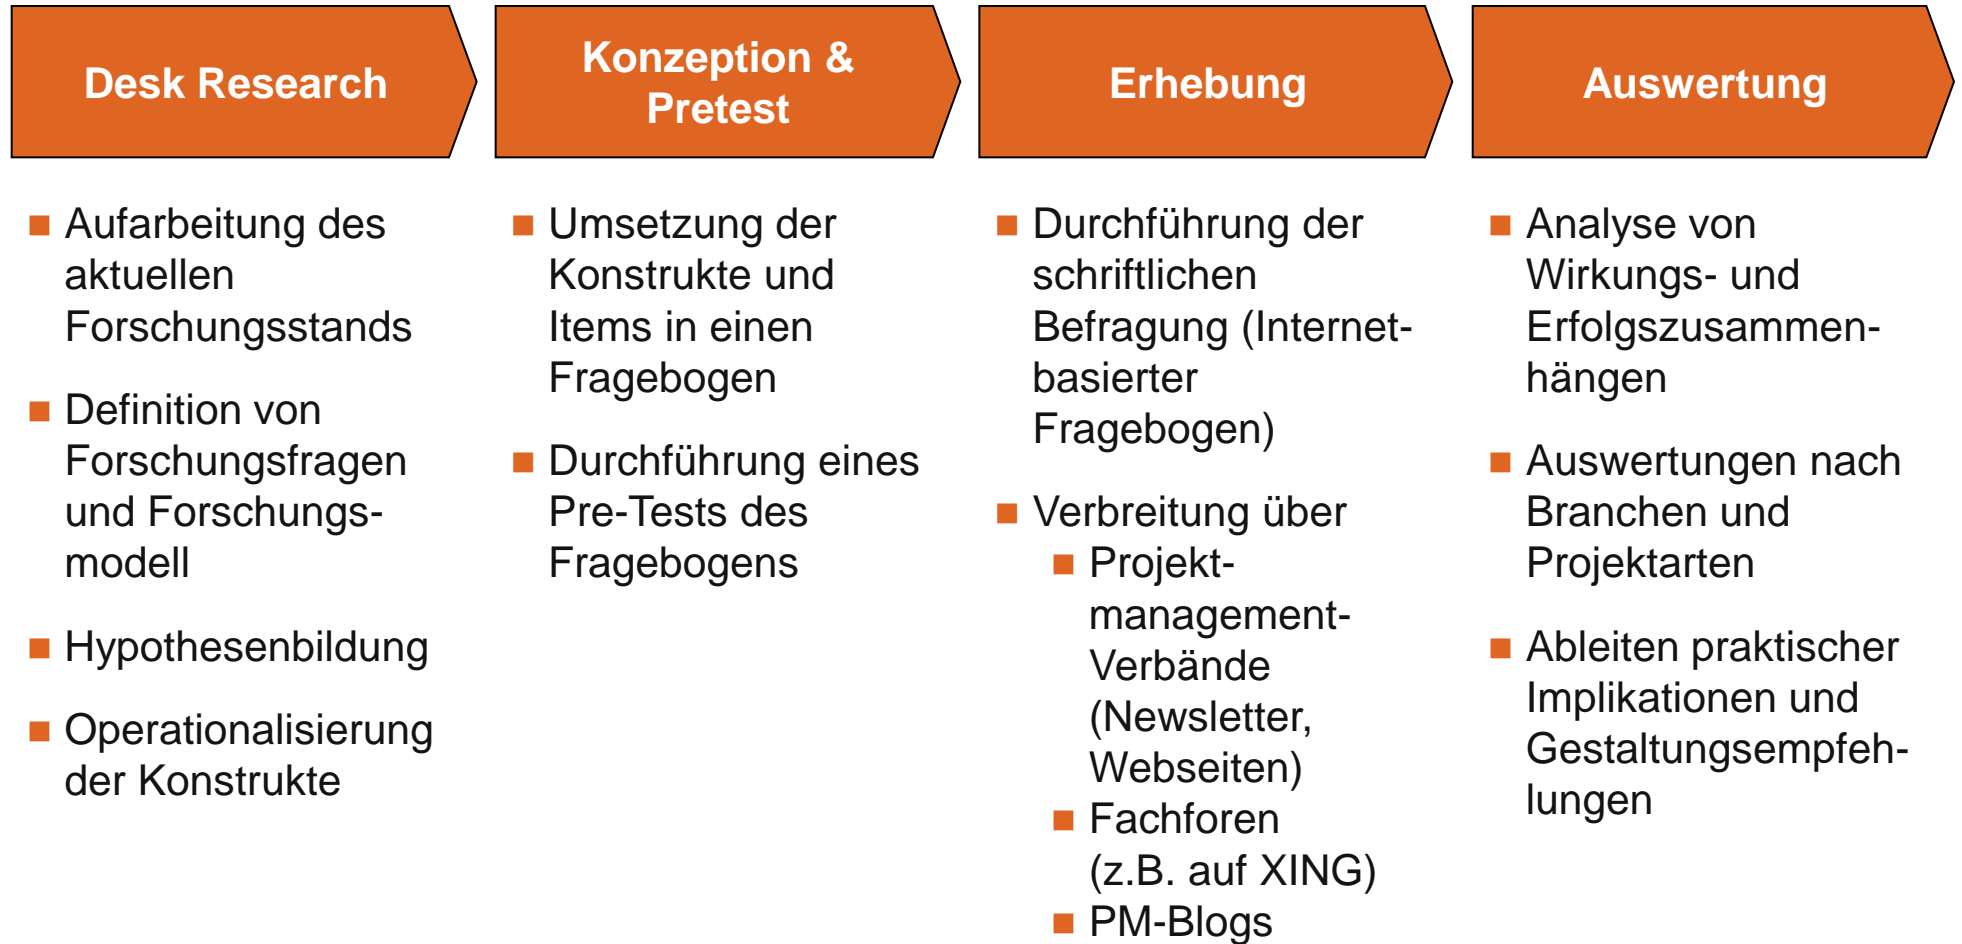 Desk Research
Aufarbeitung des
aktuellen
Forschungsstands
Definition von
Forschungsfragen
und Forschungs-
modell
Hypothesenbildung
Operationalisierung
der Konstrukte
Konzeption &
Pretest
Umsetzung der
Konstrukte und
Items in einen
Fragebogen
Durchführung eines
Pre-Tests des
Fragebogens
Erhebung
Durchführung der
schriftlichen
Befragung (Internet-
basierter
Fragebogen)
Verbreitung über
Projekt-
management-
Verbände
(Newsletter,
Webseiten)
Fachforen
(z.B. auf XING)
PM-Blogs
Auswertung
Analyse von
Wirkungs- und
Erfolgszusammen-
hängen
Auswertungen nach
Branchen und
Projektarten
Ableiten praktischer
Implikationen und
Gestaltungsempfeh-
lungen